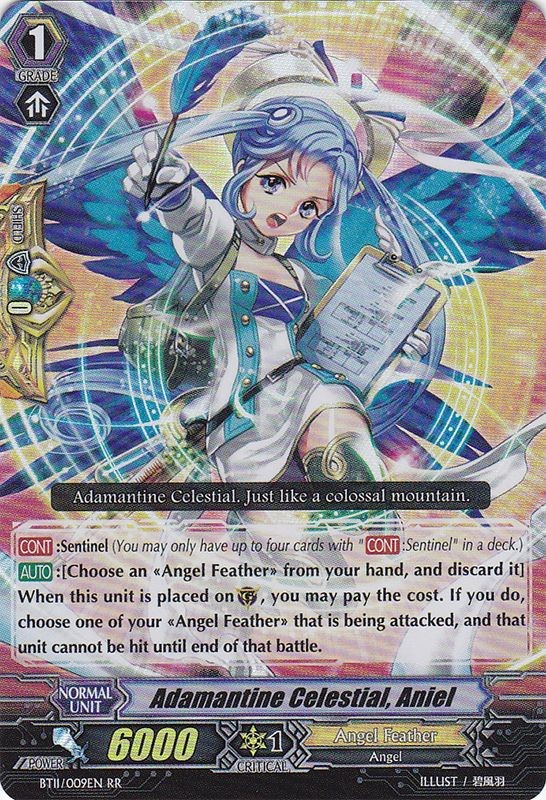 1
GRADE
SHIELD
0
Adamantine Celestial. Just like a colossal mountain.
CONT :Sentinel (You may only have up to four cards with "CONT:Sentinel" in a deck.)
AUTO :[Choose an «Angel Feather» from your hand, and discard it]
When this unit is placed on G, you may pay the cost. If you do,
choose one of your «Angel Feather» that is being attacked, and that
unit cannot be hit until end of that battle.
NORMAL
UNIT
Adamantine Celestial, Aniel
POWER
6000
1
CRITICAL
Angel Feather
Angel
BT11/009EN RR
ILLUST / 碧風羽